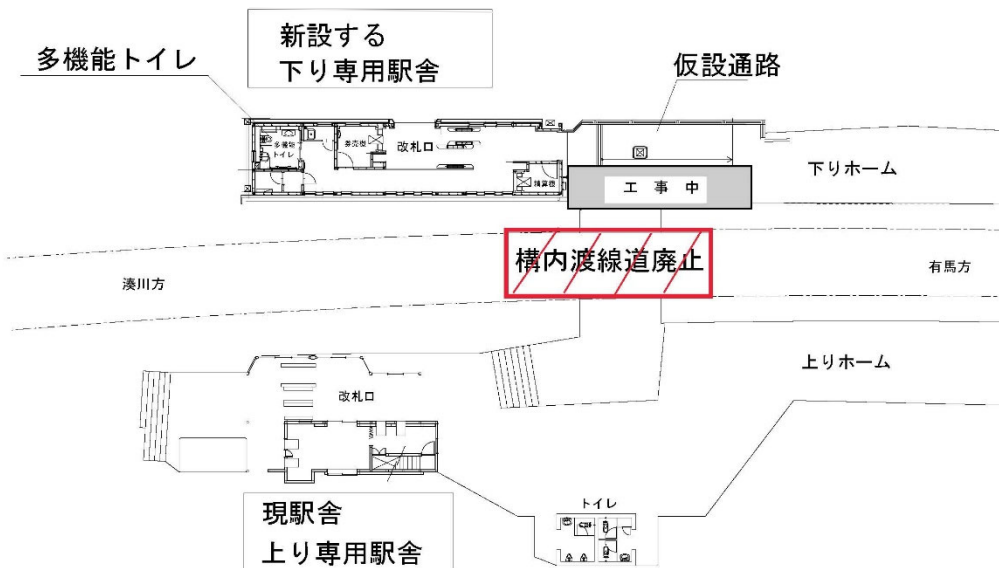 新設する
下り専用駅舎
多機能トイレ
仮設通路
多機能
トイレ
券売機
改札口
精算機
工事中
下りホーム
構内渡線道廃止
湊川方
有馬方
上りホーム
改札口
現駅舎
上り専用駅舎
トイレ